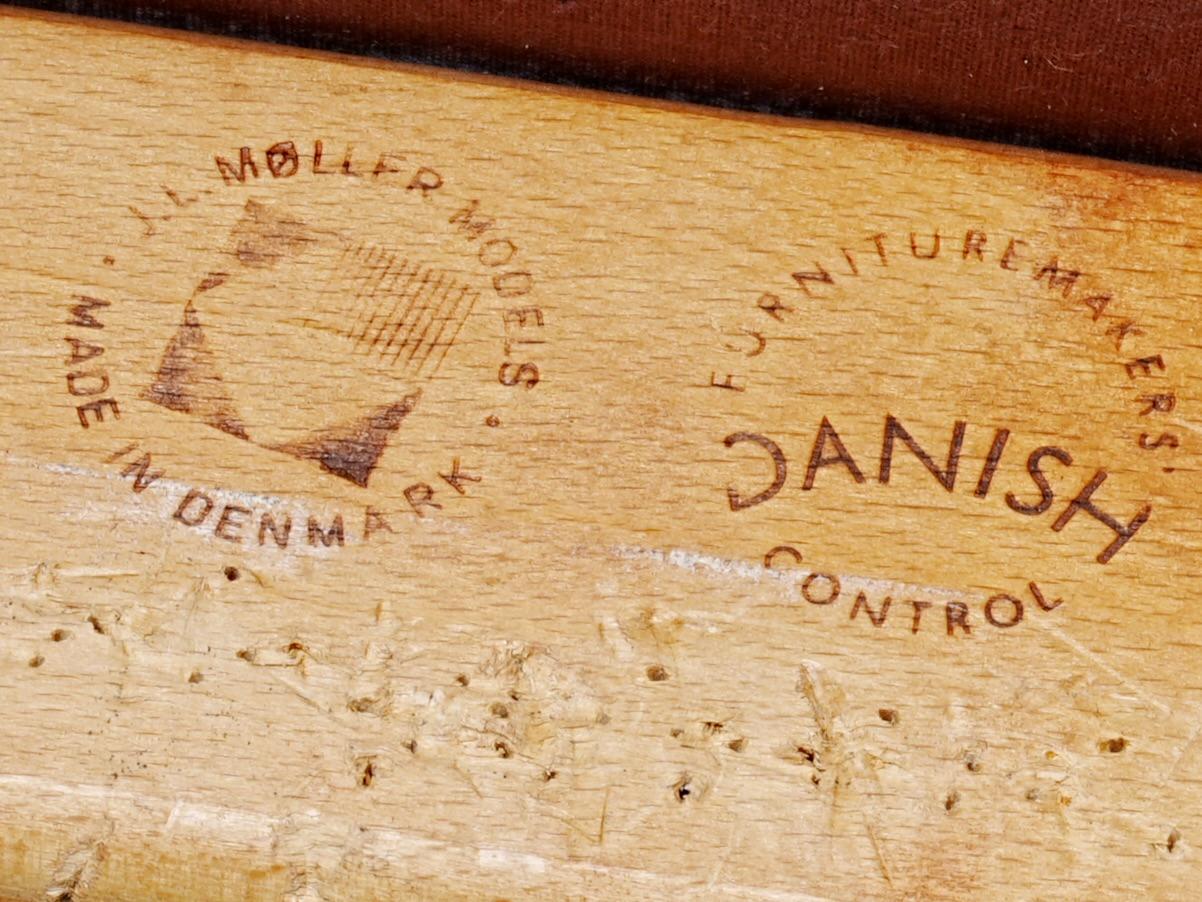 J.L. MØLLER MODELS
MADE IN DENMARK
FURNITUREMAKERS'
DANISH
CONTROL